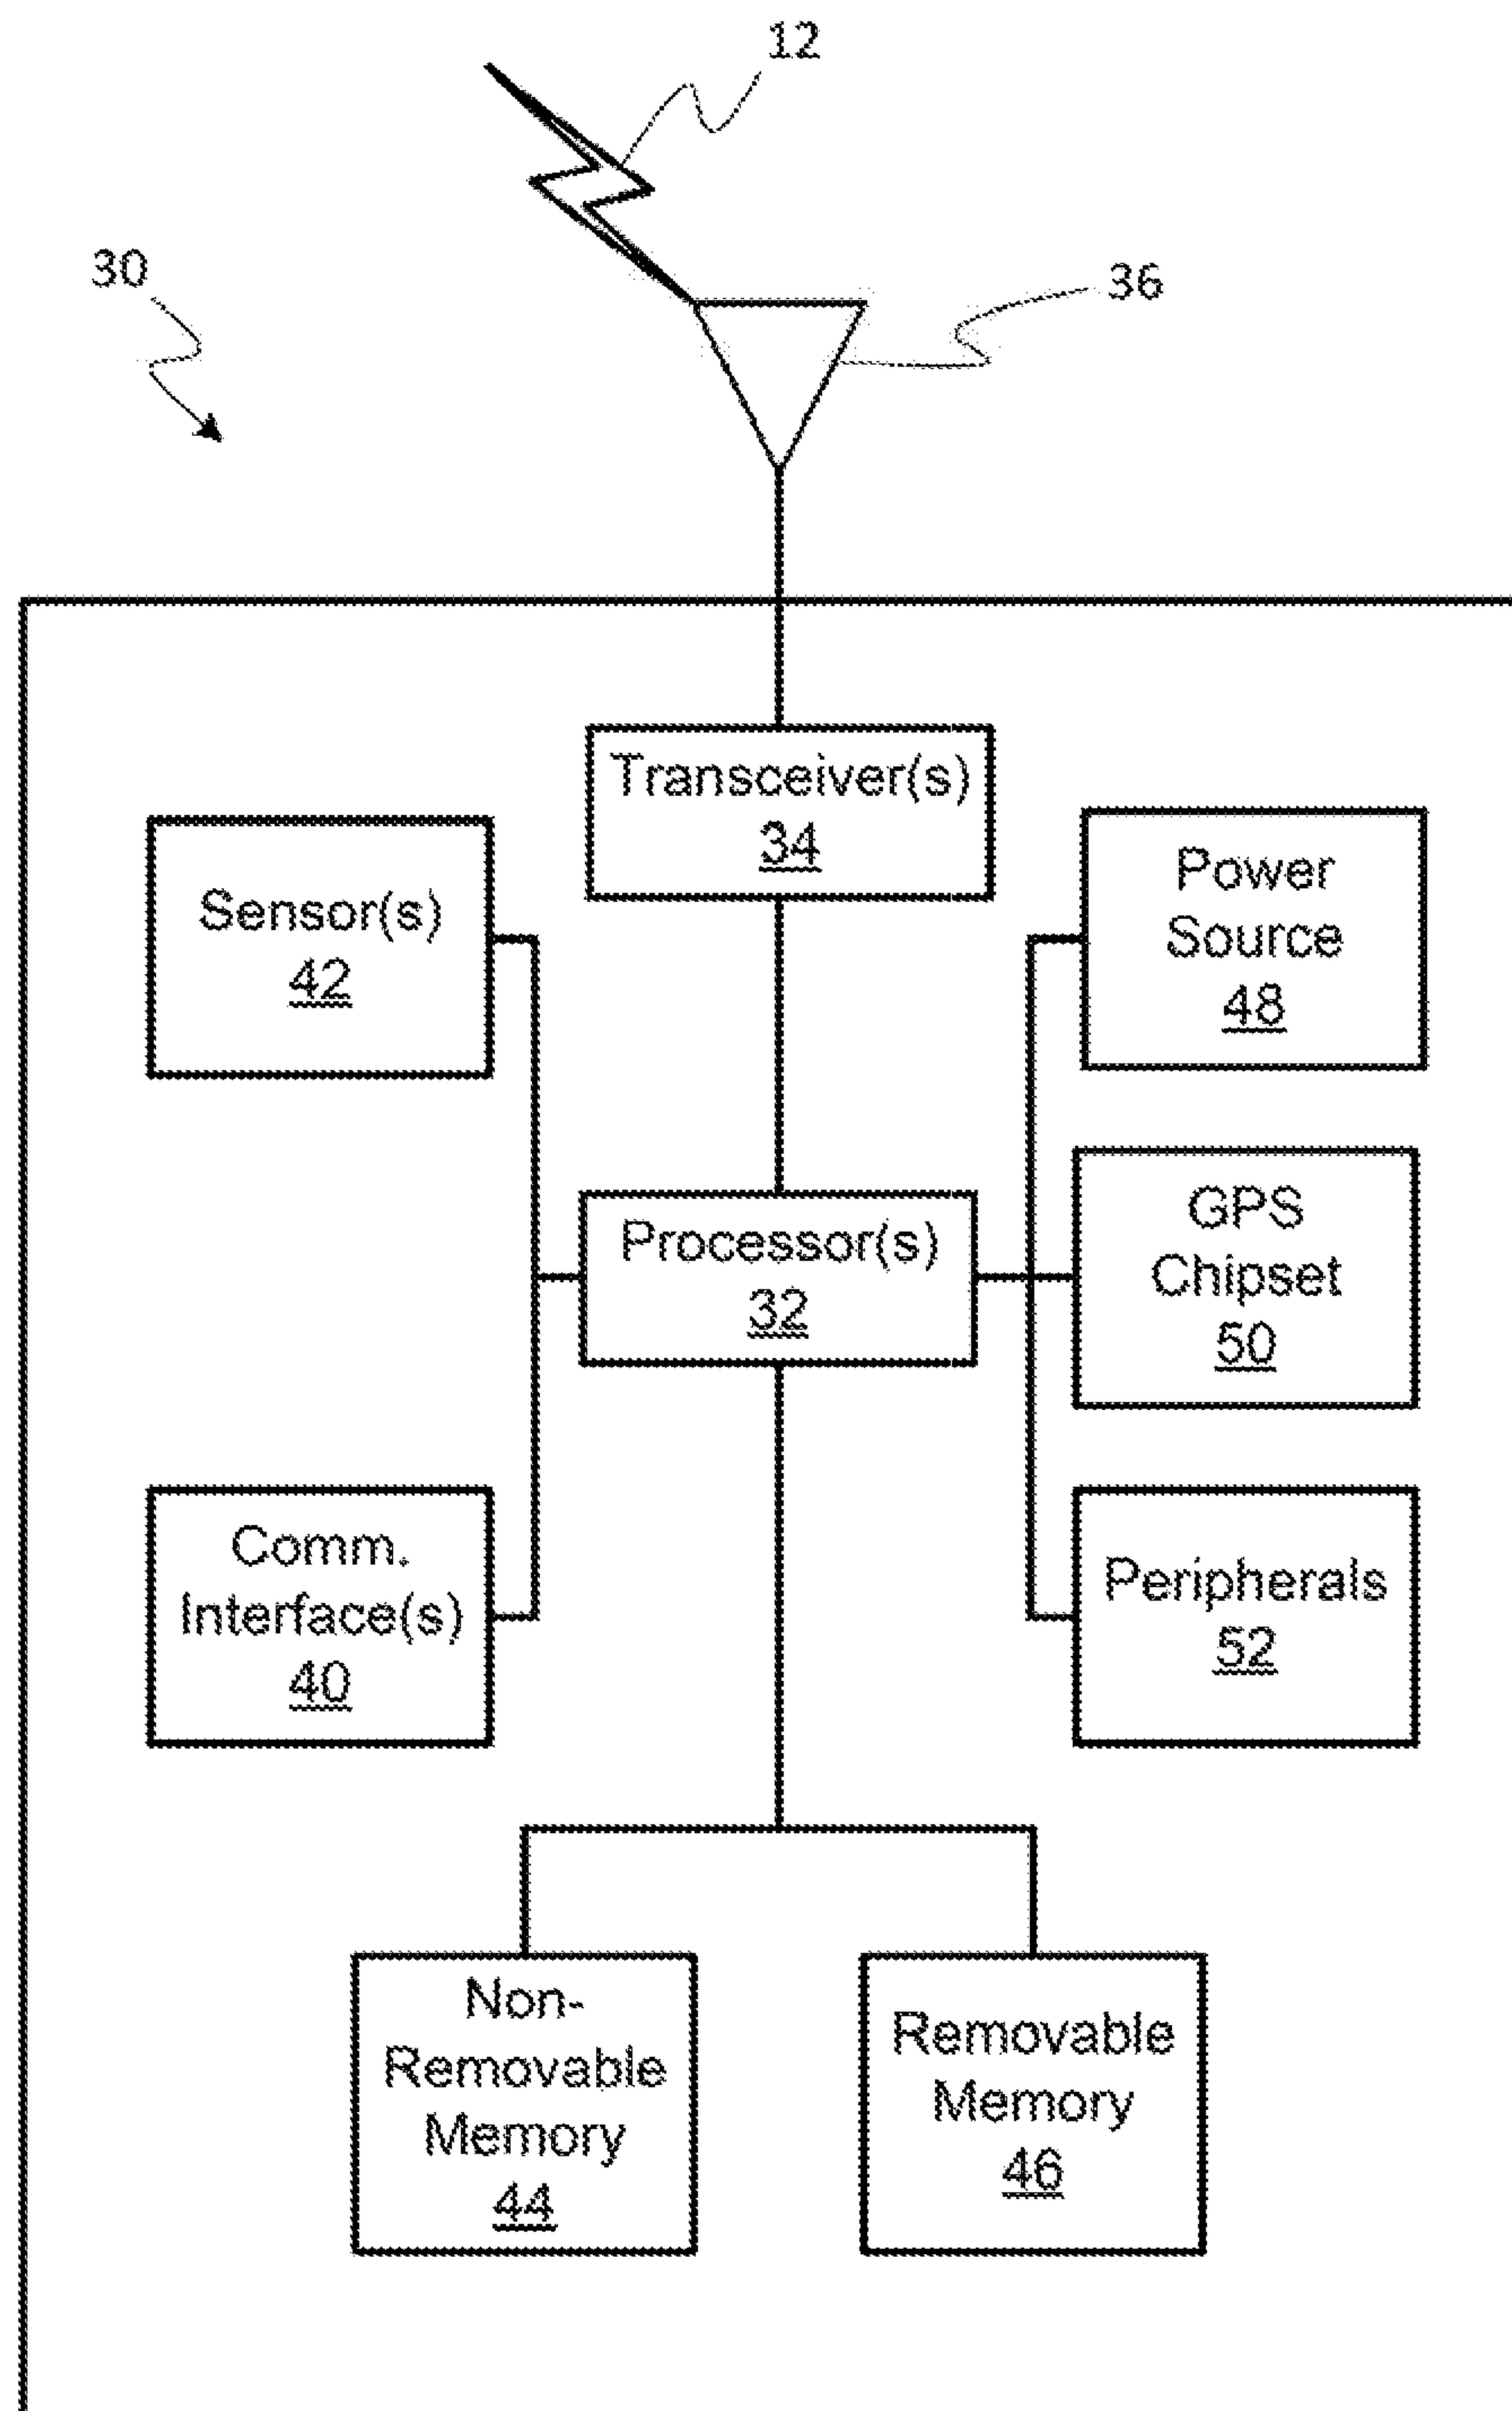 12
30
36
Transceiver(s)
34
Sensor(s)
42
Power
Source
48
Processor(s)
32
GPS
Chipset
50
Comm.
Interface(s)
40
Peripherals
52
Non-
Removable
Memory
44
Removable
Memory
46